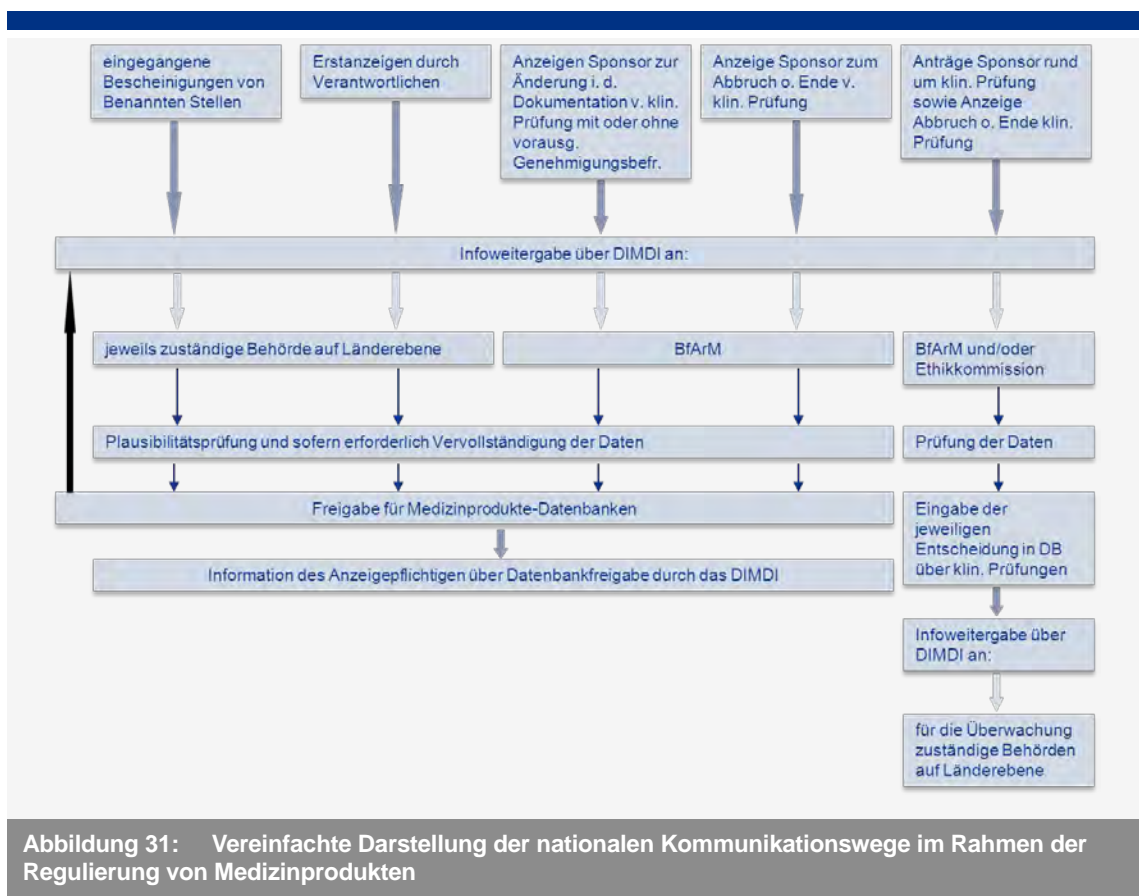 eingegangene
Bescheinigungen von
Benannten Stellen
Erstanzeigen durch
Verantwortlichen
Anzeigen Sponsor zur
Änderung i. d.
Dokumentation v. klin.
Prüfung mit oder ohne
vorausg.
Genehmigungsbefr.
Anzeige Sponsor zum
Abbruch o. Ende v.
klin. Prüfung
Anträge Sponsor rund
um klin. Prüfung
sowie Anzeige
Abbruch o. Ende klin.
Prüfung
Infoweitergabe über DIMDI an:
jeweils zuständige Behörde auf Länderebene
BfArM
BfArM und/oder
Ethikkommission
Plausibilitätsprüfung und sofern erforderlich Vervollständigung der Daten
Prüfung der Daten
Freigabe für Medizinprodukte-Datenbanken
Eingabe der
jeweiligen
Entscheidung in DB
über klin. Prüfungen
Information des Anzeigepflichtigen über Datenbankfreigabe durch das DIMDI
Infoweitergabe über
DIMDI an:
für die Überwachung
zuständige Behörden
auf Länderebene
Abbildung 31: Vereinfachte Darstellung der nationalen Kommunikationswege im Rahmen der
Regulierung von Medizinprodukten